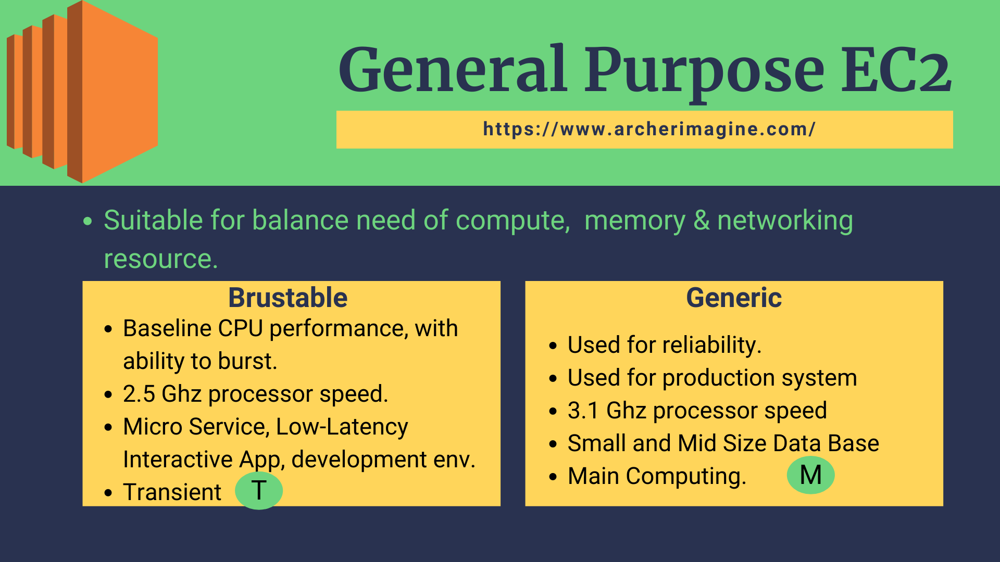 General Purpose EC2
https://www.archerimagine.com/
• Suitable for balance need of compute,  memory & networking
resource.
Brustable
• Baseline CPU performance, with
ability to burst.
• 2.5 Ghz processor speed.
• Micro Service, Low-Latency
Interactive App, development env.
• Transient
T
Generic
• Used for reliability.
• Used for production system
• 3.1 Ghz processor speed
• Small and Mid Size Data Base
• Main Computing.
M